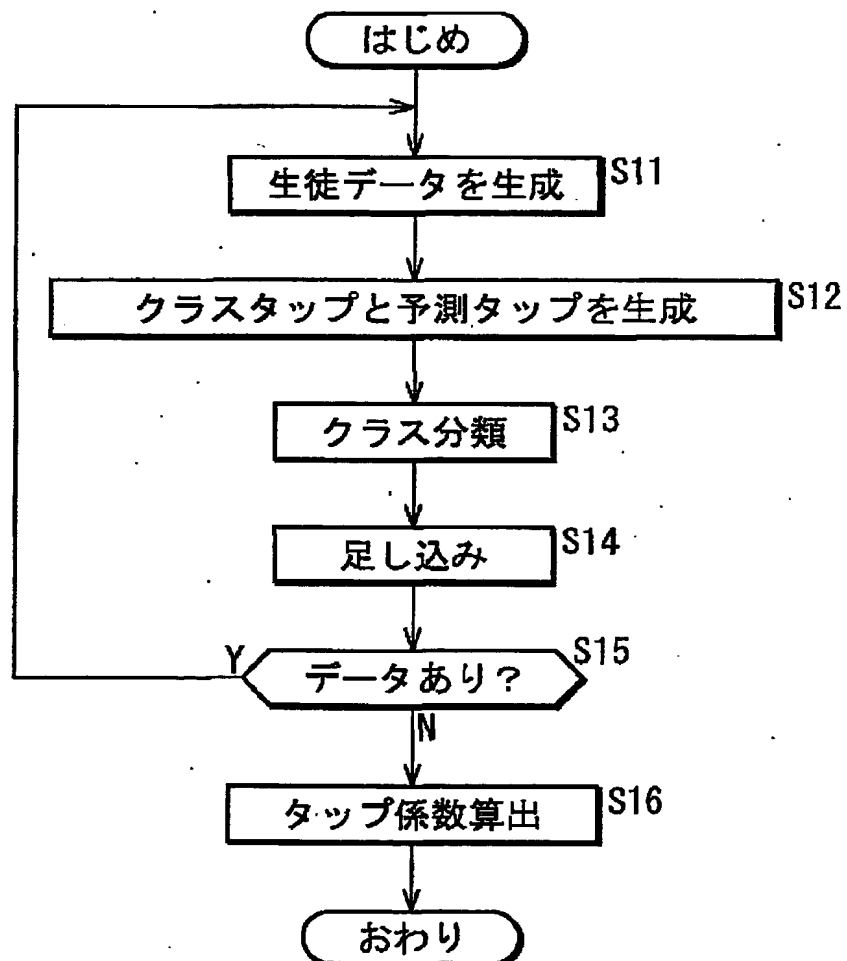 はじめ
生徒データを生成 S11
クラスタップと予測タップを生成 S12
クラス分類 S13
足し込み S14
Y データあり? S15
N
タップ係数算出 S16
おわり